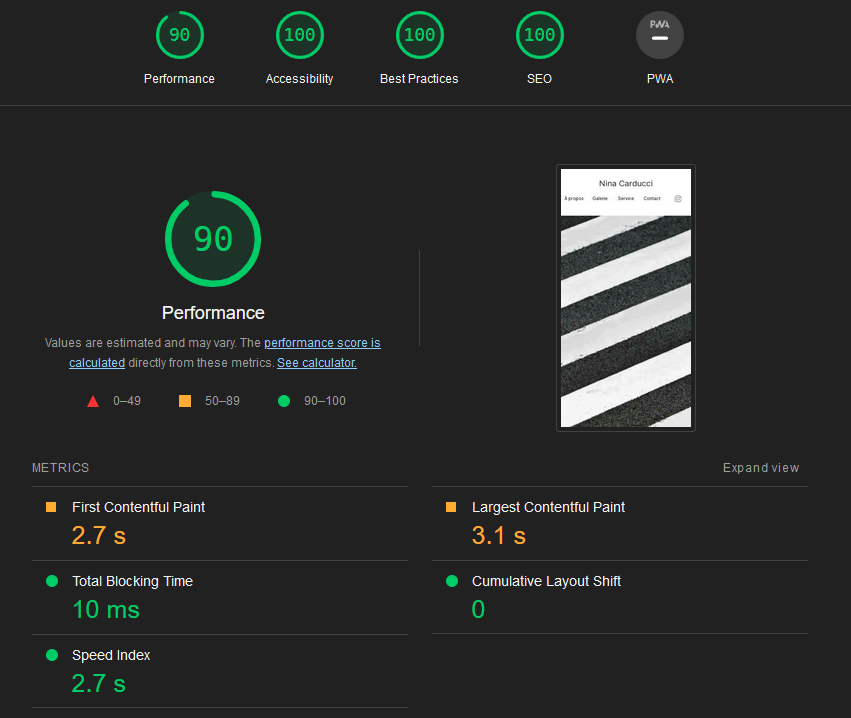 90
100
100
100
PWA
Performance
Accessibility
Best Practices
SEO
PWA
90
Performance
Values are estimated and may vary. The performance score is
calculated directly from these metrics. See calculator.
0–49
50–89
90–100
Nina Carducci
À propos
Galerie
Service
Contact
METRICS
Expand view
First Contentful Paint
2.7 s
Largest Contentful Paint
3.1 s
Total Blocking Time
10 ms
Cumulative Layout Shift
0
Speed Index
2.7 s